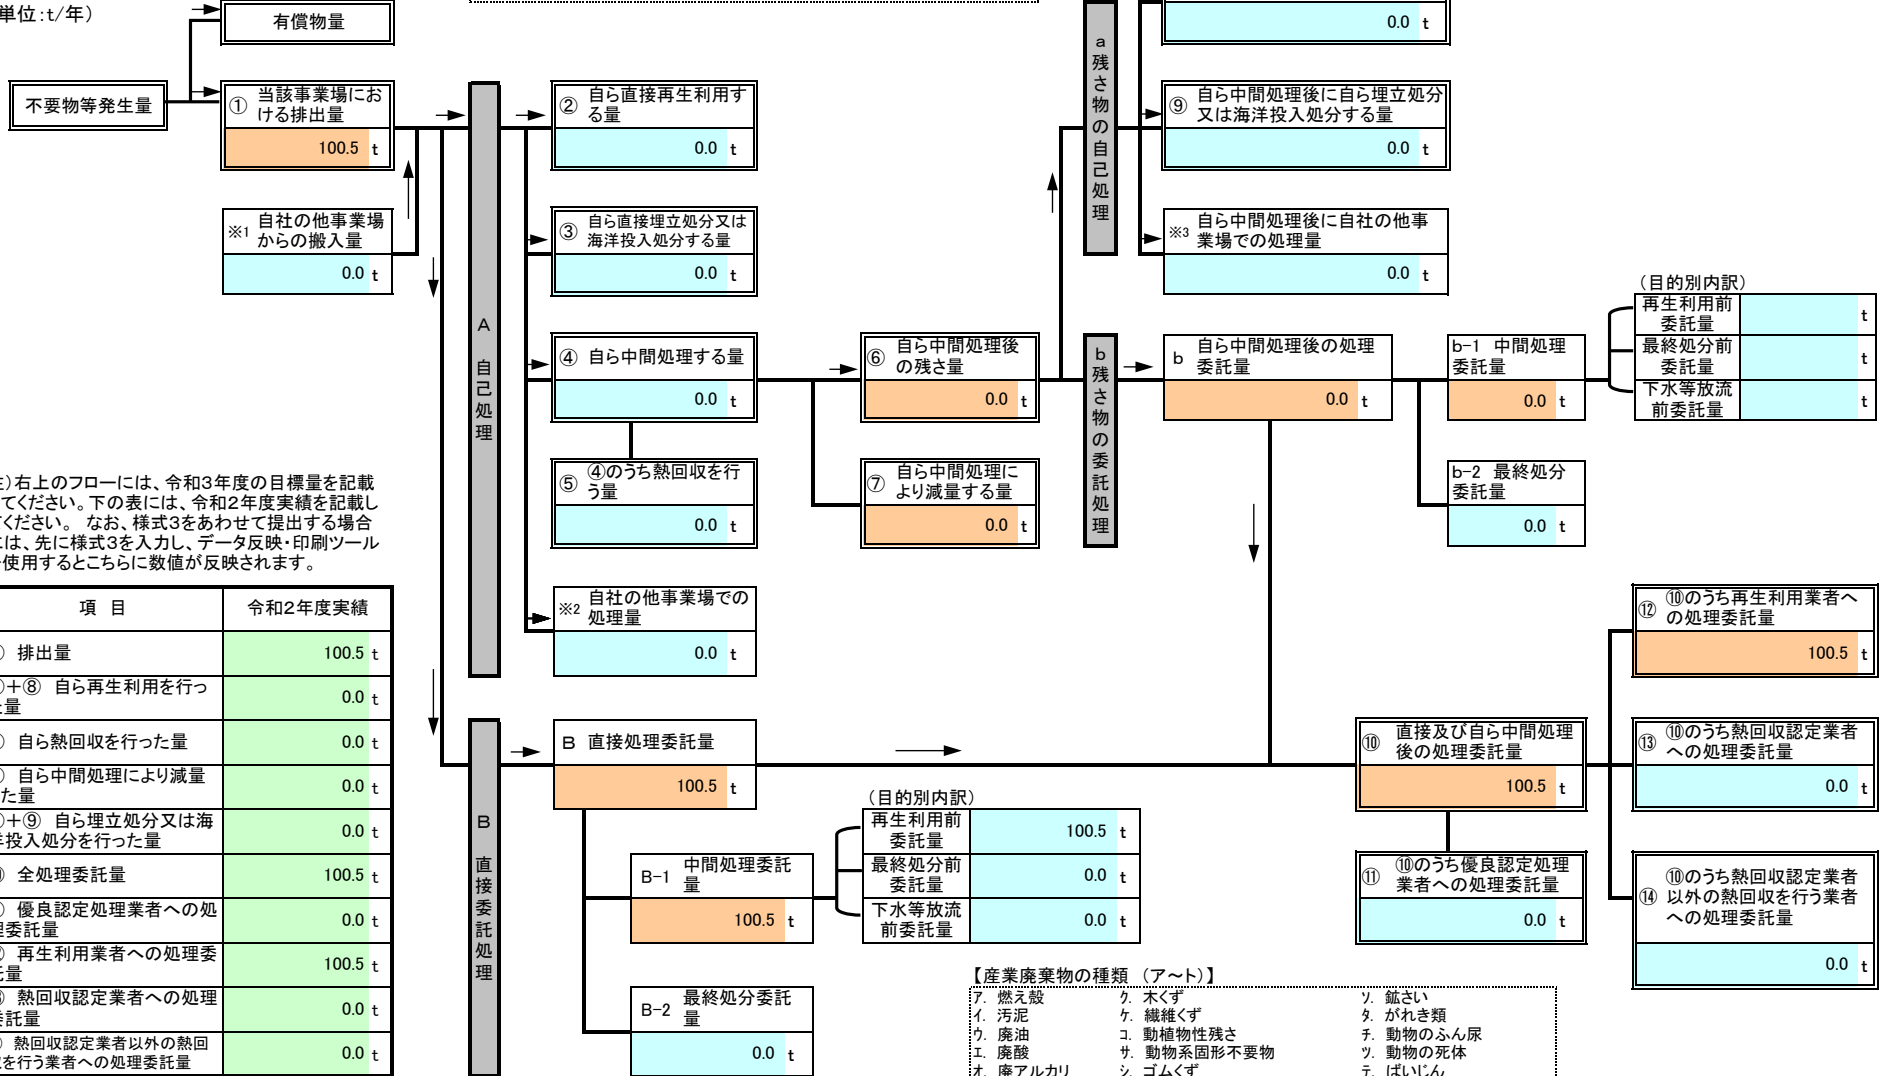 単位:t/年)
有償物量
不要物等発生量
① 当該事業場にお
ける排出量
100.5 t
※1 自社の他事業場
からの搬入量
0.0 t
A 自己処理
② 自ら直接再生利用す
る量
0.0 t
③ 自ら直接埋立処分又は
海洋投入処分する量
0.0 t
④ 自ら中間処理する量
0.0 t
⑤ ④のうち熱回収を行
う量
0.0 t
※2 自社の他事業場での
処理量
0.0 t
⑥ 自ら中間処理後
の残さ量
0.0 t
⑦ 自ら中間処理に
より減量する量
0.0 t
a 残さ物の自己処理
0.0 t
⑨ 自ら中間処理後に自ら埋立処分
又は海洋投入処分する量
0.0 t
※3 自ら中間処理後に自社の他事
業場での処理量
0.0 t
b 残さ物の委託処理
b 自ら中間処理後の処理
委託量
0.0 t
b-1 中間処理
委託量
0.0 t
b-2 最終処分
委託量
0.0 t
(目的別内訳)
再生利用前
委託量 t
最終処分前
委託量 t
下水等放流
前委託量 t
)右上のフローには、令和3年度の目標量を記載
てください。下の表には、令和2年度実績を記載し
ください。 なお、様式3をあわせて提出する場合
は、先に様式3を入力し、データ反映・印刷ツール
使用するとこちらに数値が反映されます。
項 目 令和2年度実績
) 排出量 100.5 t
)+⑧ 自ら再生利用を行っ
量 0.0 t
) 自ら熱回収を行った量 0.0 t
) 自ら中間処理により減量
た量 0.0 t
)+⑨ 自ら埋立処分又は海
投入処分を行った量 0.0 t
) 全処理委託量 100.5 t
) 優良認定処理業者への処
理委託量 0.0 t
) 再生利用業者への処理委
託量 100.5 t
) 熱回収認定業者への処理
委託量 0.0 t
) 熱回収認定業者以外の熱回
を行う業者への処理委託量 0.0 t
B 直接委託処理
B 直接処理委託量
100.5 t
B-1 中間処理委託
量
100.5 t
B-2 最終処分委託
量
0.0 t
(目的別内訳)
再生利用前
委託量 100.5 t
最終処分前
委託量 0.0 t
下水等放流
前委託量 0.0 t
⑩ 直接及び自ら中間処理
後の処理委託量
100.5 t
⑪ ⑩のうち優良認定処理
業者への処理委託量
0.0 t
⑫ ⑩のうち再生利用業者へ
の処理委託量
100.5 t
⑬ ⑩のうち熱回収認定業者
への処理委託量
0.0 t
⑭ ⑩のうち熱回収認定業者
以外の熱回収を行う業者
への処理委託量
0.0 t
【産業廃棄物の種類 (ア~ト)】
ア. 燃え殻 ク. 木くず ソ. 鉱さい
イ. 汚泥 ケ. 繊維くず タ. がれき類
ウ. 廃油 コ. 動植物性残さ チ. 動物のふん尿
エ. 廃酸 サ. 動物系固形不要物 ツ. 動物の死体
オ. 廃アルカリ シ. ゴムくず テ. ばいじん